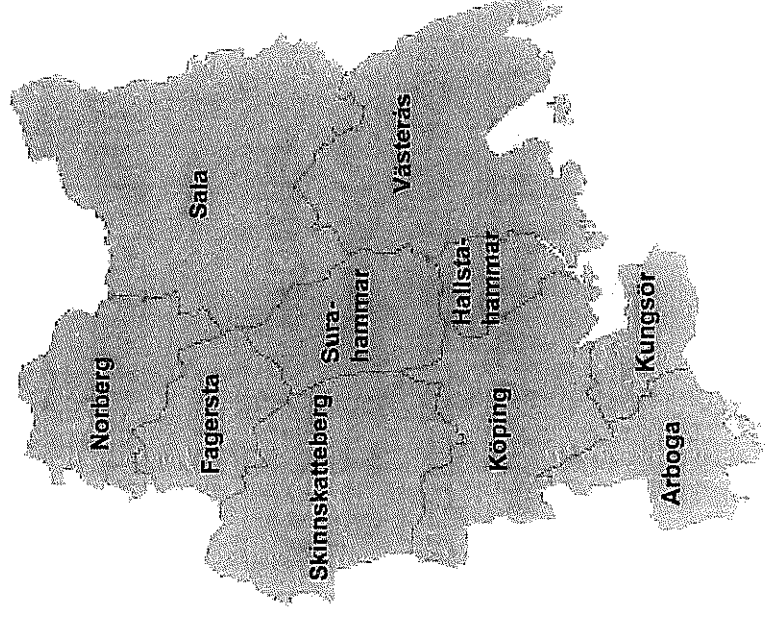 Norberg
Sala
Fagersta
Sura-
hammar
Västerås
Skinnskatteberg
Hallsta-
hammar
Köping
Kungsör
Arboga